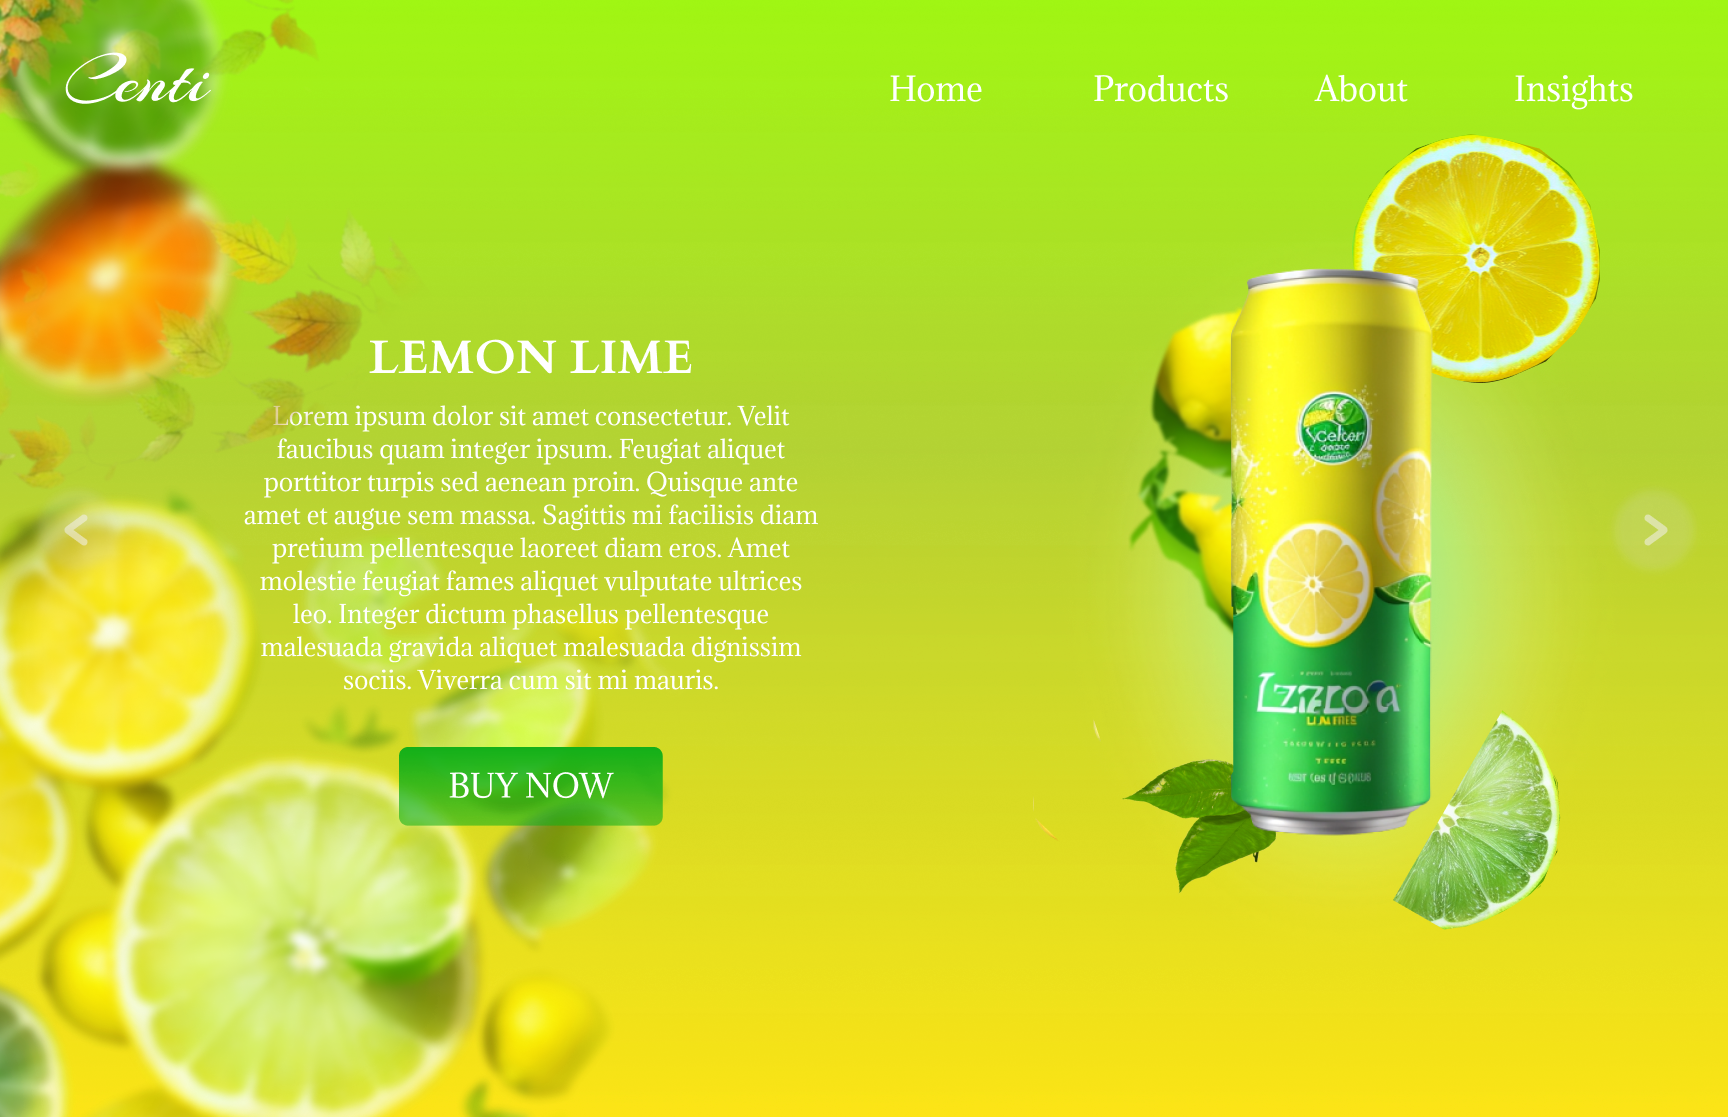 Centi
Home Products About Insights
LEMON LIME
Lorem ipsum dolor sit amet consectetur. Velit
faucibus quam integer ipsum. Feugiat aliquet
porttitor turpis sed aenean proin. Quisque ante
amet et augue sem massa. Sagittis mi facilisis diam
pretium pellentesque laoreet diam eros. Amet
molestie feugiat fames aliquet vulputate ultrices
leo. Integer dictum phasellus pellentesque
malesuada gravida aliquet malesuada dignissim
sociis. Viverra cum sit mi mauris.
BUY NOW